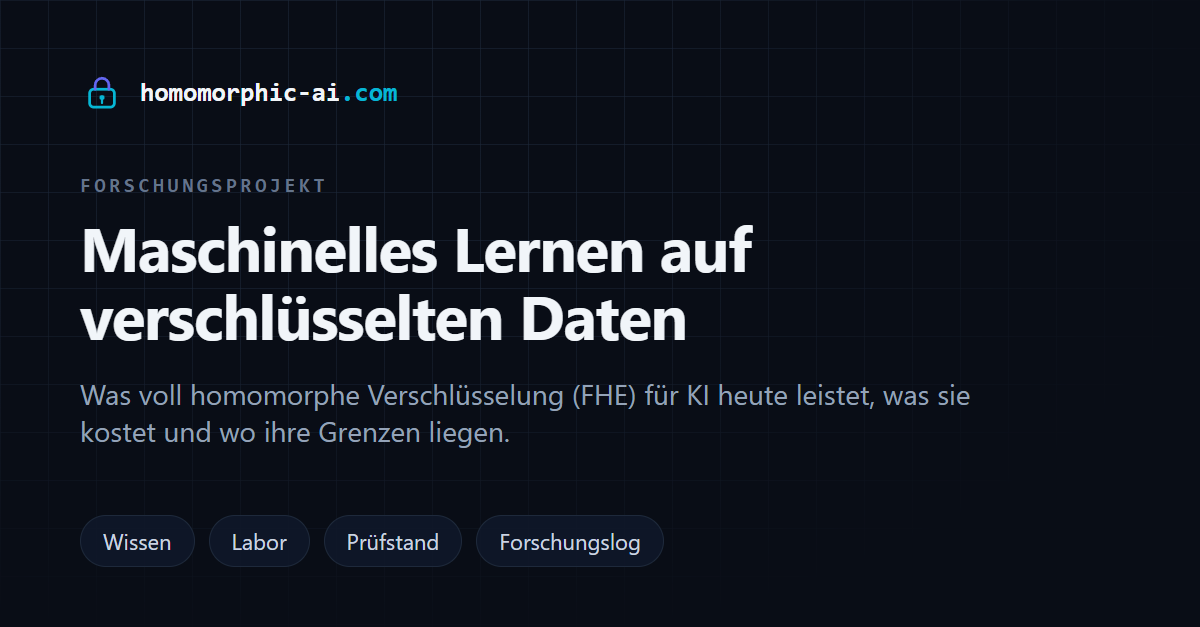 homomorphic-ai.com
FORSCHUNGSPROJEKT
Maschinelles Lernen auf
verschlüsselten Daten
Was voll homomorphe Verschlüsselung (FHE) für KI heute leistet, was sie
kostet und wo ihre Grenzen liegen.
Wissen Labor Prüfstand Forschungslog